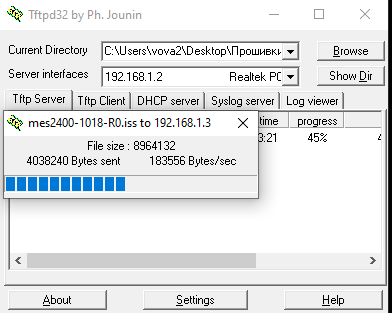 Tftpd32 by Ph. Jounin
Current Directory C:\Users\vova2\Desktop\Прошивки Browse
Server interfaces 192.168.1.2 Realtek PC Show Dir
Tftp Server Tftp Client DHCP server Syslog server Log viewer
time progress
mes2400-1018-R0.iss to 192.168.1.3
3:21 45% 4
File size : 8964132
4038240 Bytes sent 183556 Bytes/sec
About Settings Help